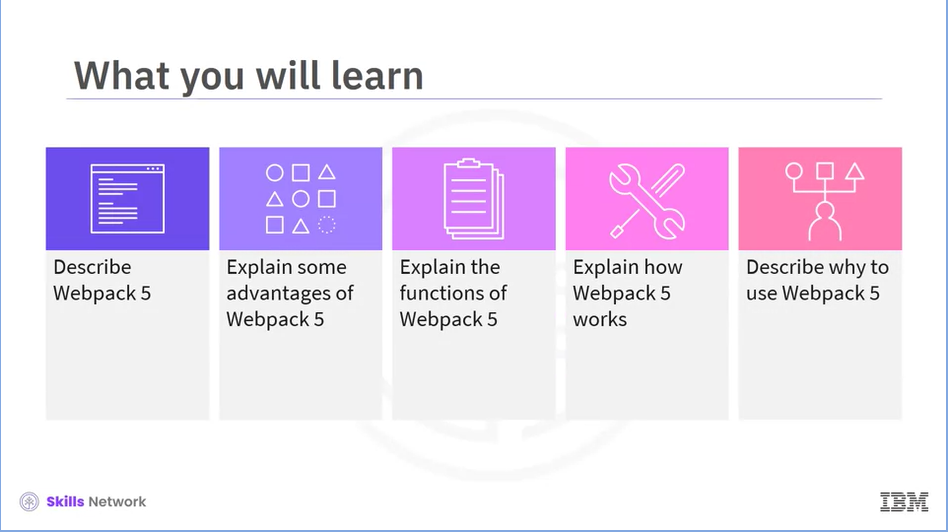 What you will learn
Describe
Webpack 5
Explain some
advantages of
Webpack 5
Explain the
functions of
Webpack 5
Explain how
Webpack 5
works
Describe why to
use Webpack 5
Skills Network
IBM